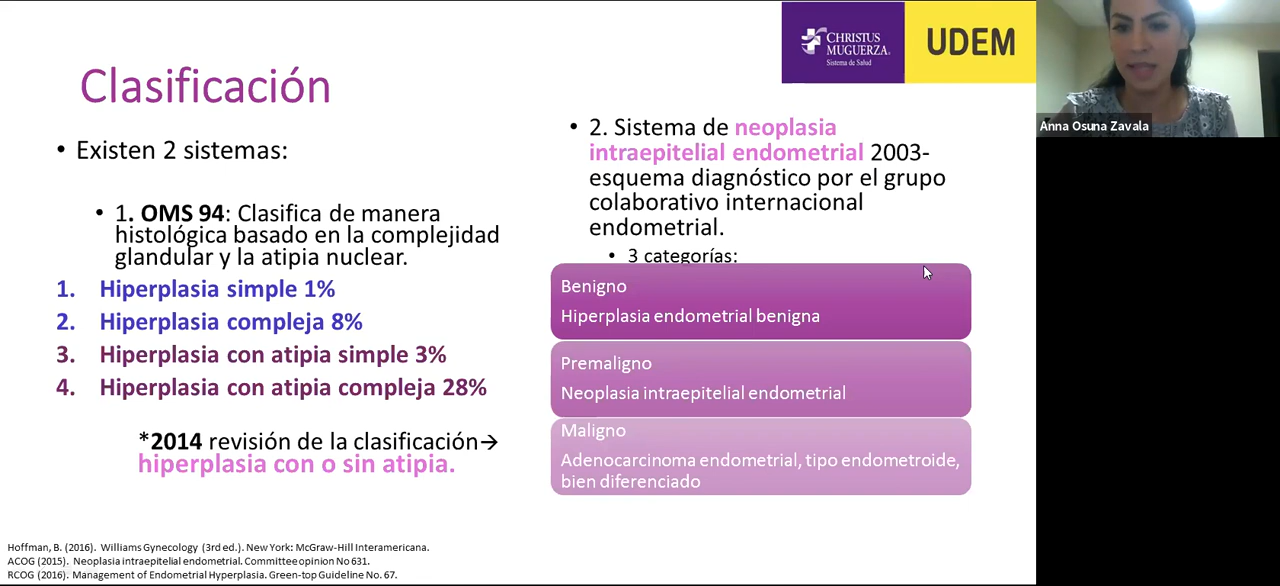 CHRISTUS
MUGUERZA.
Sistema de Salud
UDEM
Anna Osuna Zavala
Clasificación
• Existen 2 sistemas:
• 1. OMS 94: Clasifica de manera
histológica basado en la complejidad
glandular y la atipia nuclear.
1. Hiperplasia simple 1%
2. Hiperplasia compleja 8%
3. Hiperplasia con atipia simple 3%
4. Hiperplasia con atipia compleja 28%
*2014 revisión de la clasificación→
hiperplasia con o sin atipia.
• 2. Sistema de neoplasia
intraepitelial endometrial 2003-
esquema diagnóstico por el grupo
colaborativo internacional
endometrial.
• 3 categorías:
Benigno
Hiperplasia endometrial benigna
Premaligno
Neoplasia intraepitelial endometrial
Maligno
Adenocarcinoma endometrial, tipo endometroide,
bien diferenciado
Hoffman, B. (2016). Williams Gynecology (3rd ed.). New York: McGraw-Hill Interamericana.
ACOG (2015). Neoplasia intraepitelial endometrial. Committee opinion No 631.
RCOG (2016). Management of Endometrial Hyperplasia. Green-top Guideline No. 67.